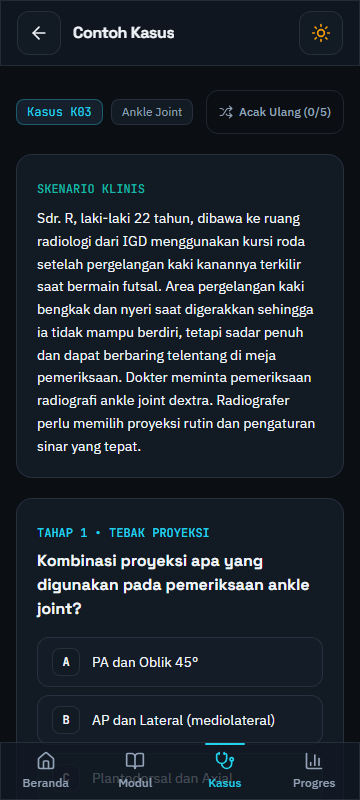 Contoh Kasus
Kasus K03
Ankle Joint
Acak Ulang (0/5)
SKENARIO KLINIS
Sdr. R, laki-laki 22 tahun, dibawa ke ruang
radiologi dari IGD menggunakan kursi roda
setelah pergelangan kaki kanannya terkilir
saat bermain futsal. Area pergelangan kaki
bengkak dan nyeri saat digerakkan sehingga
ia tidak mampu berdiri, tetapi sadar penuh
dan dapat berbaring telentang di meja
pemeriksaan. Dokter meminta pemeriksaan
radiografi ankle joint dextra. Radiografer
perlu memilih proyeksi rutin dan pengaturan
sinar yang tepat.
TAHAP 1 • TEBAK PROYEKSI
Kombinasi proyeksi apa yang
digunakan pada pemeriksaan ankle
joint?
A PA dan Oblik 45°
B AP dan Lateral (mediolateral)
C Plantodorsal dan Axial
Beranda
Modul
Kasus
Progres